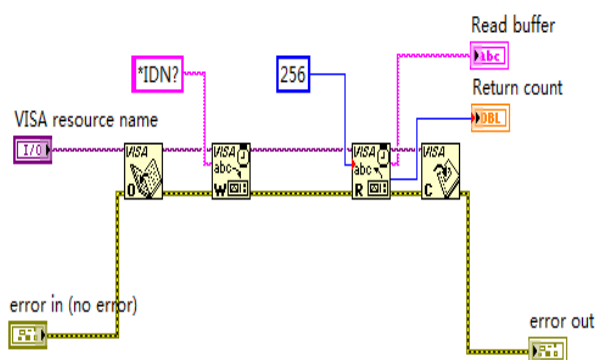 Read buffer
abc
*IDN?
256
Return count
DBL
VISA resource name
I/O
VISA
O
VISA
abc
W
VISA
abc
R
VISA
C
error in (no error)
error out